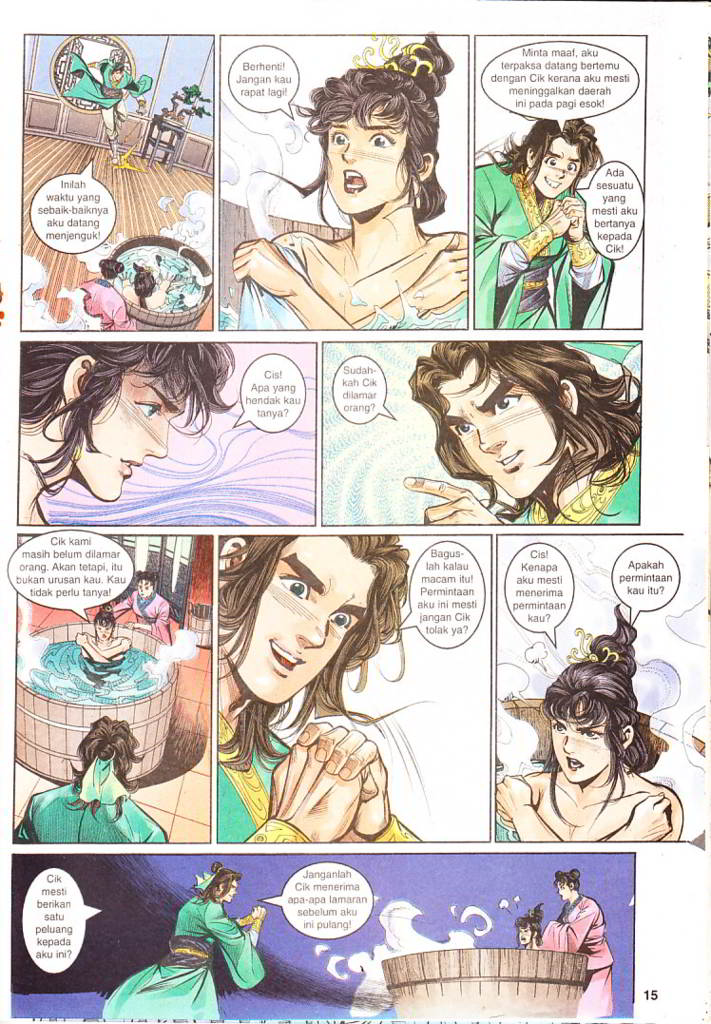 Inilah
waktu yang
sebaik-baiknya
aku datang
menjenguk!
Berhenti!
Jangan kau
rapat lagi!
Minta maaf, aku
terpaksa datang bertemu
dengan Cik kerana aku mesti
meninggalkan daerah
ini pada pagi esok!
Ada
sesuatu
yang
mesti aku
bertanya
kepada
Cik!
Cis!
Apa yang
hendak kau
tanya?
Sudah-
kah Cik
dilamar
orang?
Cik kami
masih belum dilamar
orang. Akan tetapi, itu
bukan urusan kau. Kau
tidak perlu tanya!
Bagus-
lah kalau
macam itu!
Permintaan
aku ini mesti
jangan Cik
tolak ya?
Cis!
Kenapa
aku mesti
menerima
permintaan
kau?
Apakah
permintaan
kau itu?
Cik
mesti
berikan
satu
peluang
kepada
aku ini?
Janganlah
Cik menerima
apa-apa lamaran
sebelum aku
ini pulang!
15